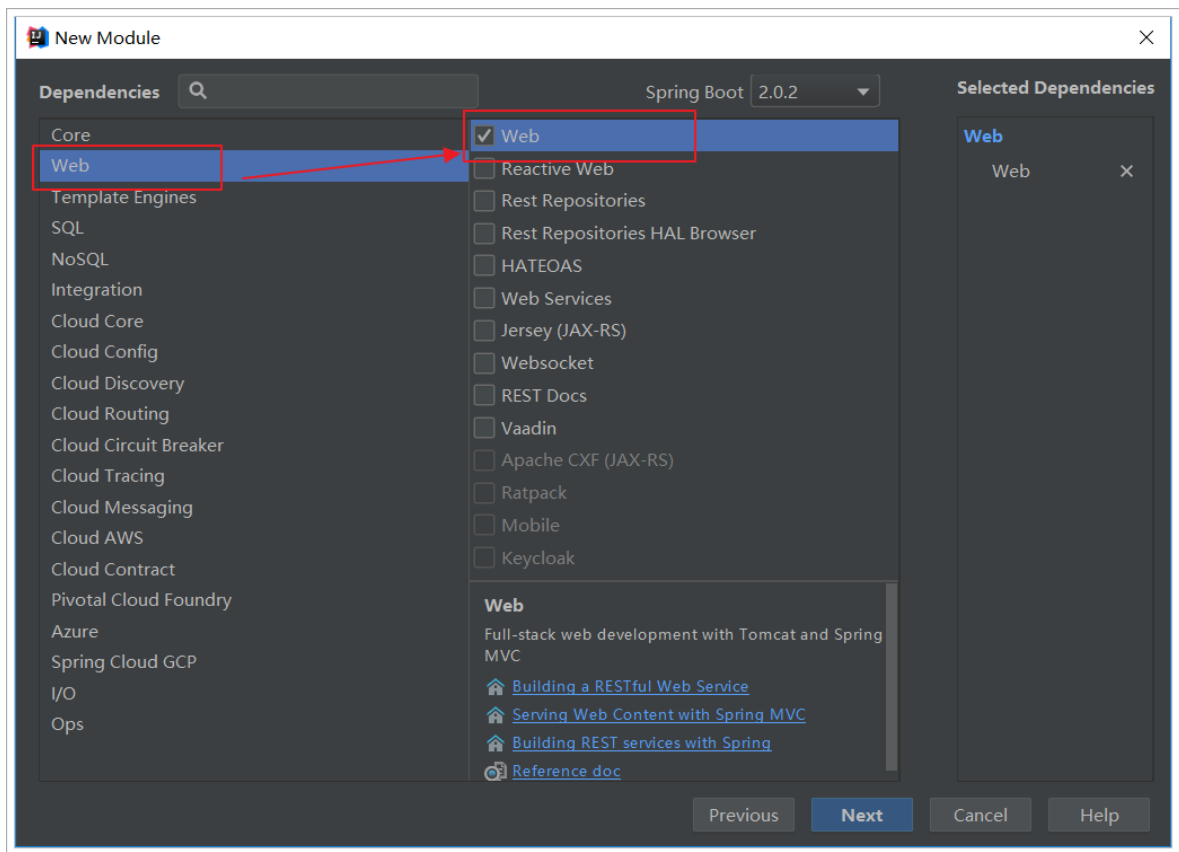 New Module
Dependencies
Spring Boot 2.0.2
Selected Dependencies
Core
Web
Template Engines
SQL
NoSQL
Integration
Cloud Core
Cloud Config
Cloud Discovery
Cloud Routing
Cloud Circuit Breaker
Cloud Tracing
Cloud Messaging
Cloud AWS
Cloud Contract
Pivotal Cloud Foundry
Azure
Spring Cloud GCP
I/O
Ops
Web
Reactive Web
Rest Repositories
Rest Repositories HAL Browser
HATEOAS
Web Services
Jersey (JAX-RS)
Websocket
REST Docs
Vaadin
Apache CXF (JAX-RS)
Ratpack
Mobile
Keycloak
Web
Full-stack web development with Tomcat and Spring
MVC
Building a RESTful Web Service
Serving Web Content with Spring MVC
Building REST services with Spring
Reference doc
Web
Web
Previous
Next
Cancel
Help